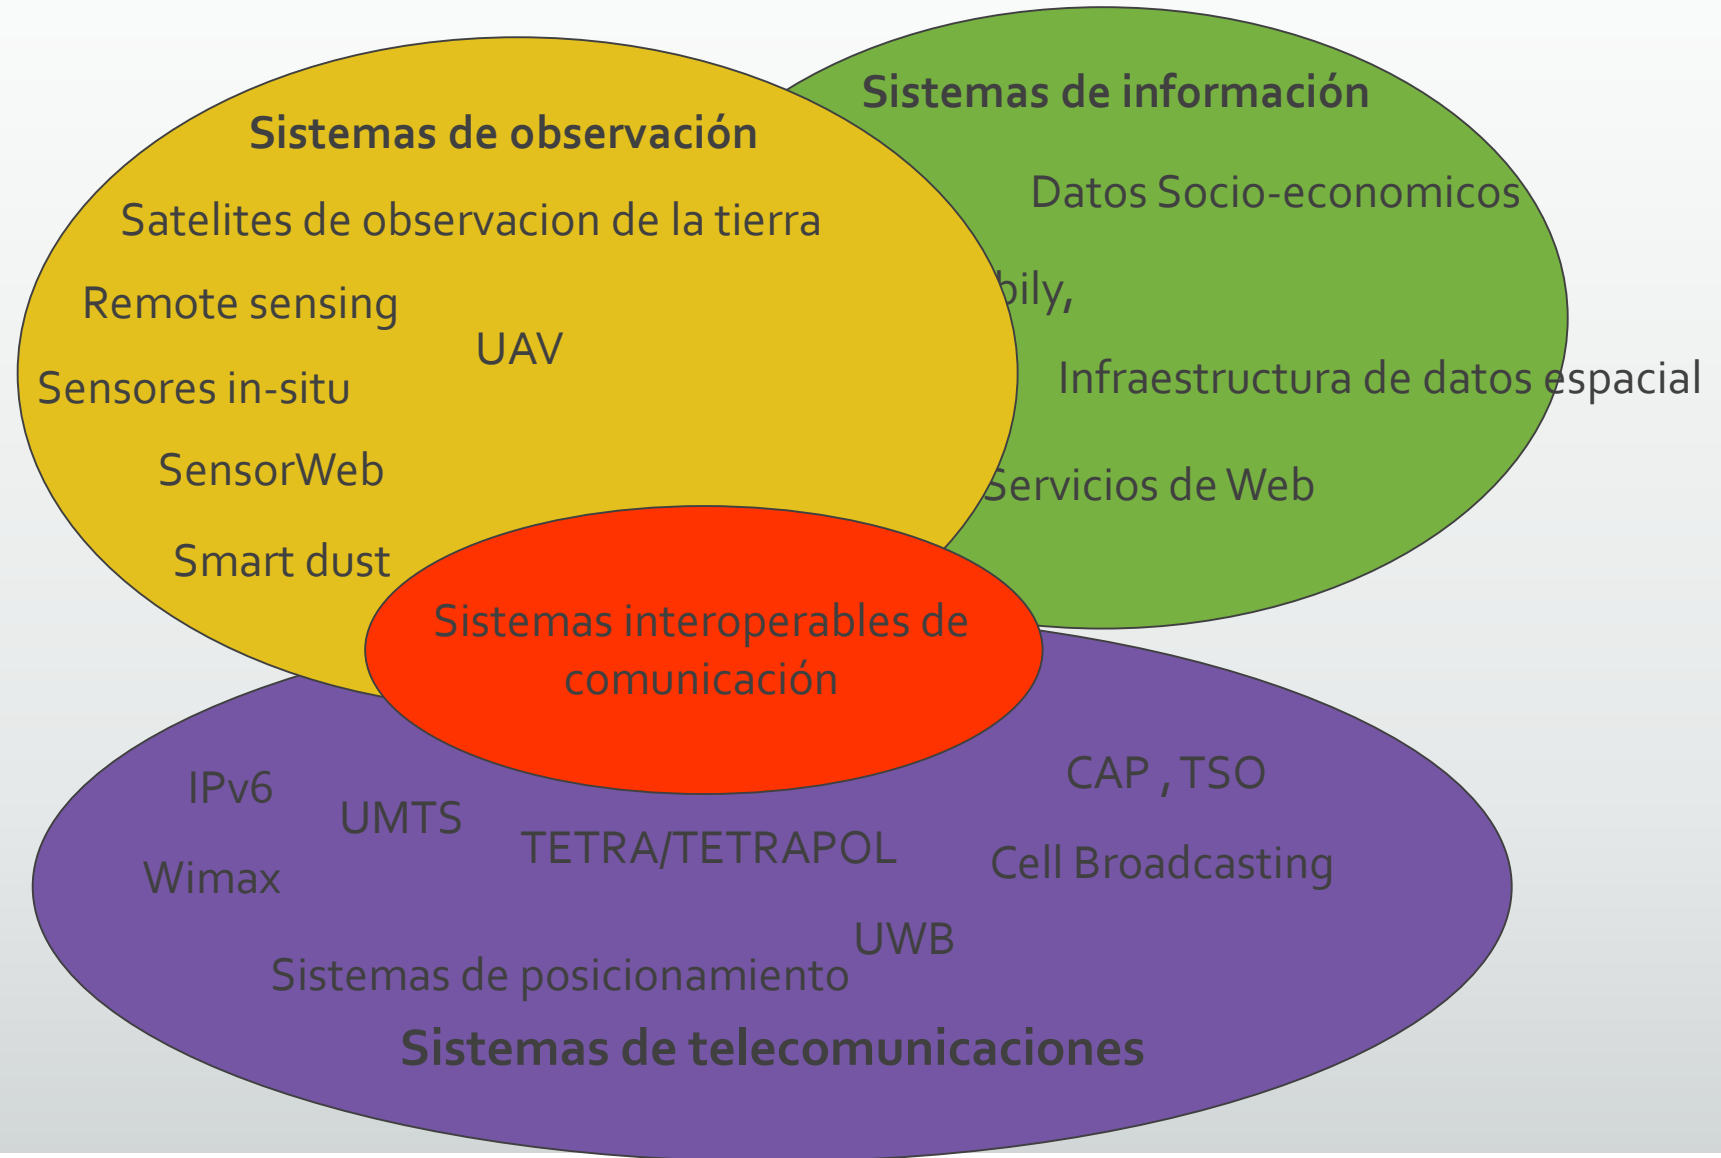 Sistemas de observación
Satelites de observacion de la tierra
Remote sensing
UAV
Sensores in-situ
SensorWeb
Smart dust
Sistemas de información
Datos Socio-economicos
Infraestructura de datos espacial
Servicios de Web
Sistemas interoperables de
comunicación
IPv6
UMTS
Wimax
TETRA/TETRAPOL
CAP , TSO
Cell Broadcasting
UWB
Sistemas de posicionamiento
Sistemas de telecomunicaciones